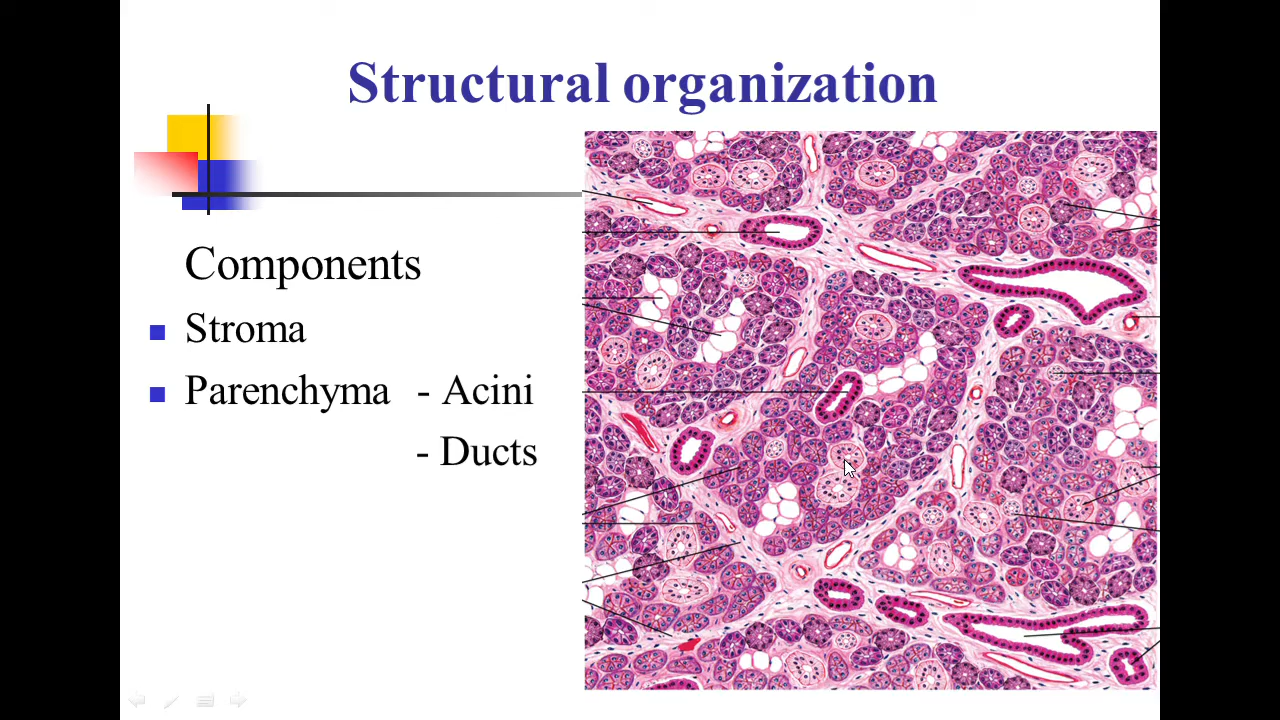 Structural organization
Components
Stroma
Parenchyma - Acini
- Ducts